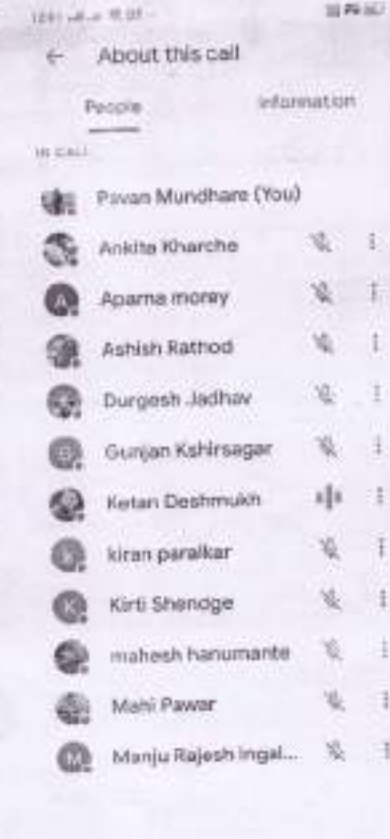 About this call
People Information
IN CALL
Pavan Mundhare (You)
Ankita Kharche
A Aparna moray
Ashish Rathod
Durgesh Jadhav
G Gunjan Kshirsagar
Ketan Deshmukh
k kiran paralkar
K Kirti Shendge
mahesh hanumante
Mahi Pawar
M Manju Rajesh Ingal...